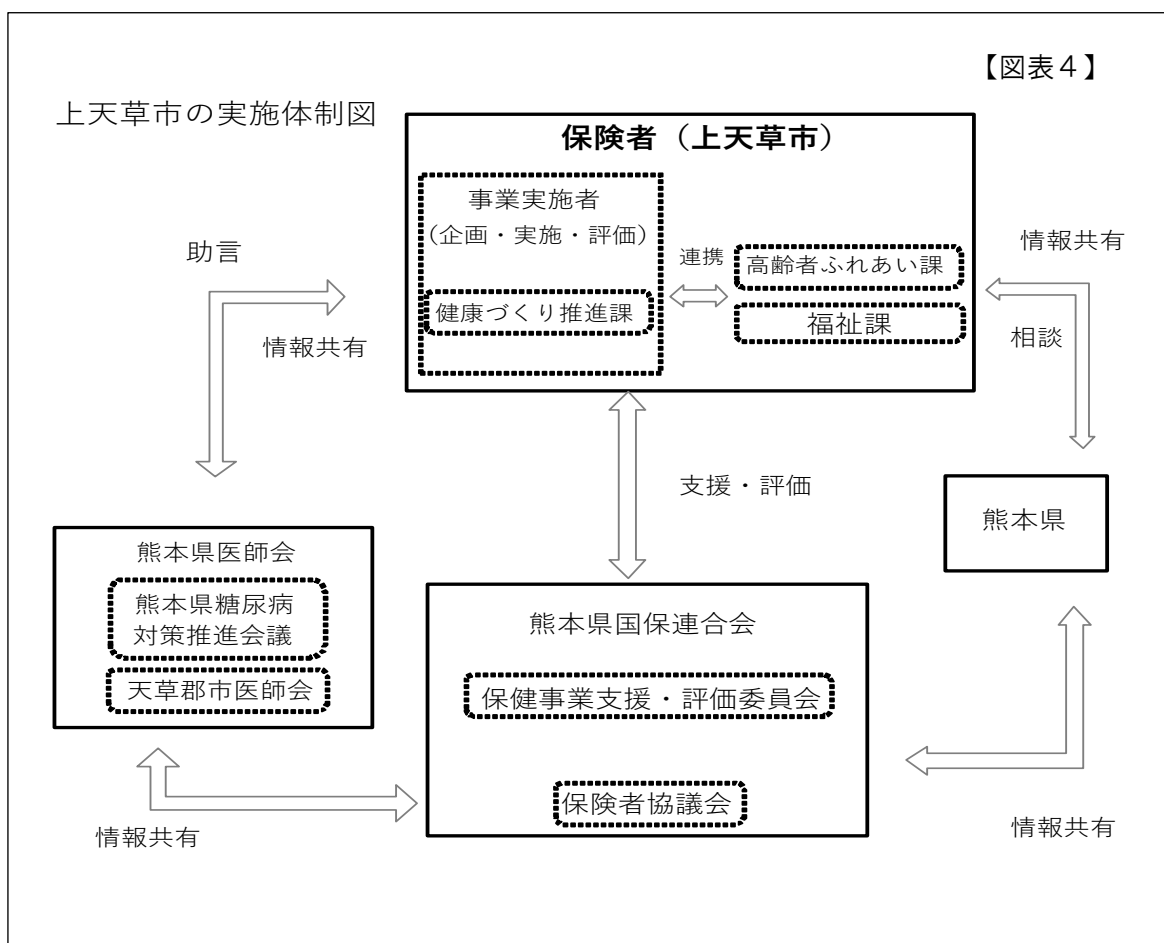 【図表４】
上天草市の実施体制図
保険者（上天草市）
事業実施者
（企画・実施・評価）
健康づくり推進課
連携
高齢者ふれあい課
福祉課
助言
情報共有
情報共有
相談
支援・評価
熊本県
熊本県医師会
熊本県糖尿病
対策推進会議
天草郡市医師会
熊本県国保連合会
保健事業支援・評価委員会
保険者協議会
情報共有
情報共有